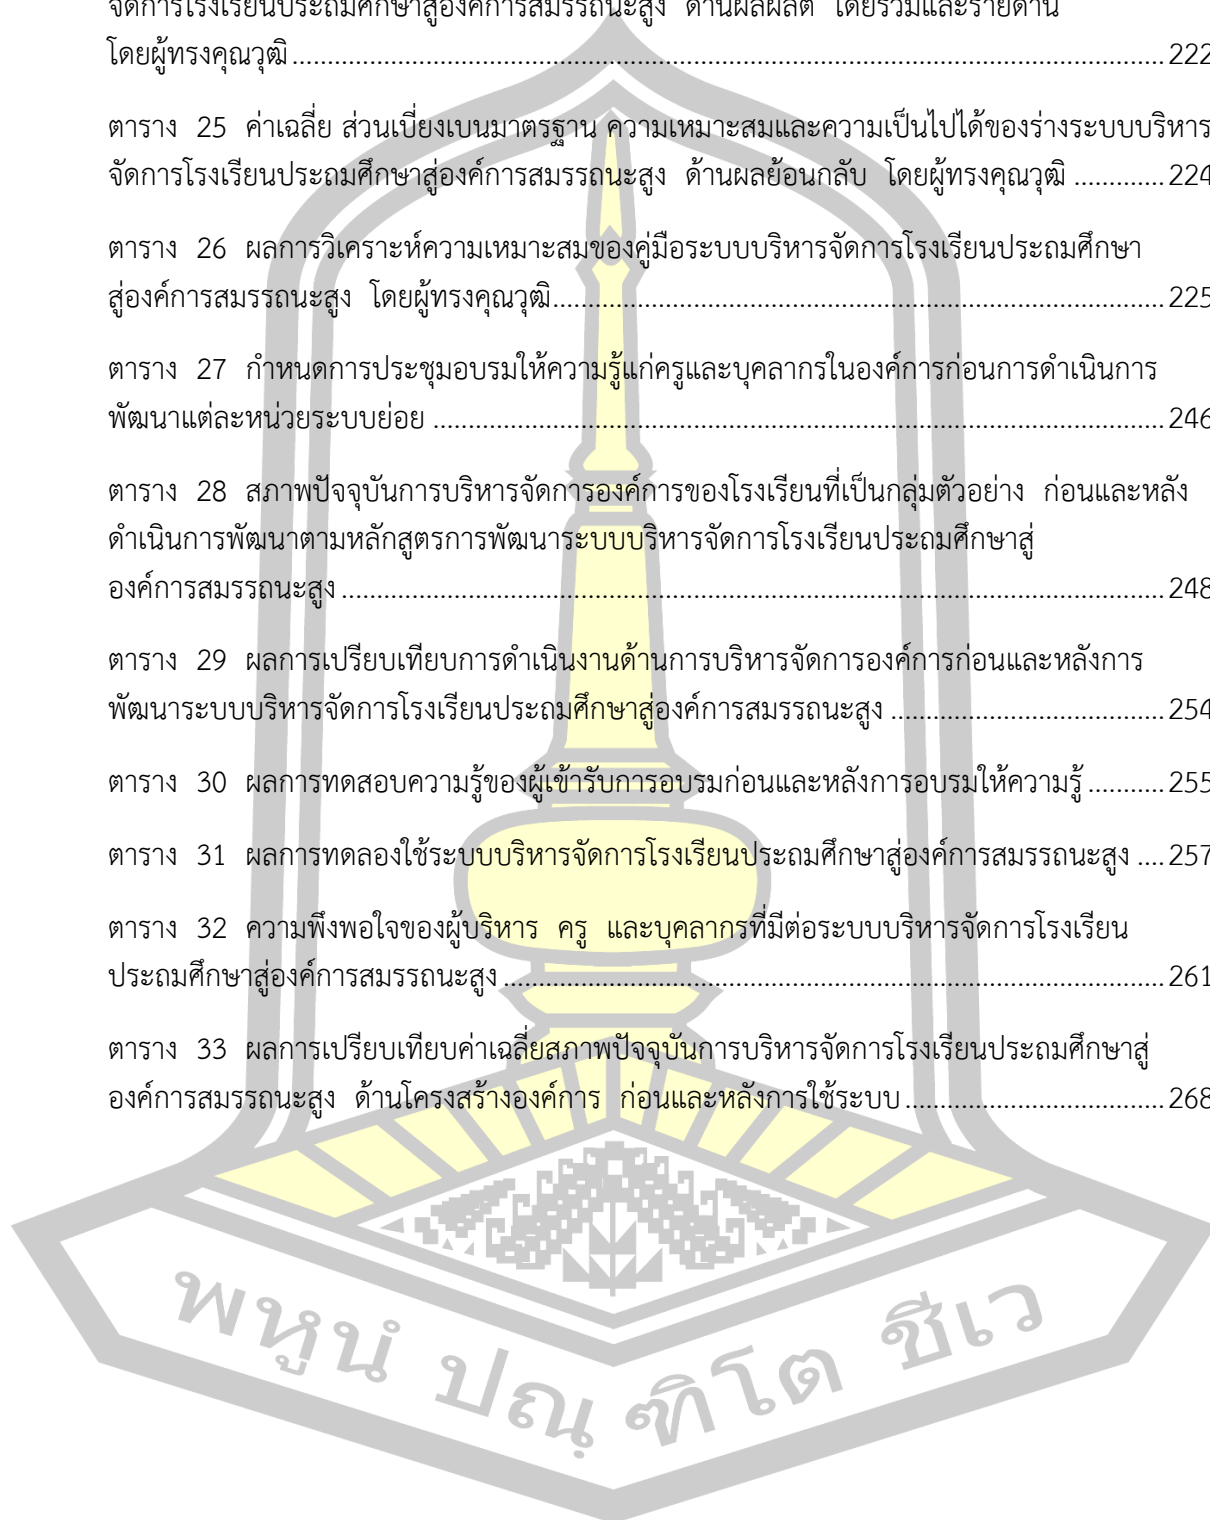 จัดการโรงเรียนประถมศึกษาสู่องค์การสมรรถนะสูง ด้านผลผลิต โดยรวมและรายด้าน
โดยผู้ทรงคุณวุฒิ ........................................ 222
ตาราง 25 ค่าเฉลี่ย ส่วนเบี่ยงเบนมาตรฐาน ความเหมาะสมและความเป็นไปได้ของร่างระบบบริหาร
จัดการโรงเรียนประถมศึกษาสู่องค์การสมรรถนะสูง ด้านผลย้อนกลับ โดยผู้ทรงคุณวุฒิ ............. 224
ตาราง 26 ผลการวิเคราะห์ความเหมาะสมของคู่มือระบบบริหารจัดการโรงเรียนประถมศึกษา
สู่องค์การสมรรถนะสูง โดยผู้ทรงคุณวุฒิ ........................................ 225
ตาราง 27 กำหนดการประชุมอบรมให้ความรู้แก่ครูและบุคลากรในองค์การก่อนการดำเนินการ
พัฒนาแต่ละหน่วยระบบย่อย ........................................ 246
ตาราง 28 สภาพปัจจุบันการบริหารจัดการองค์การของโรงเรียนที่เป็นกลุ่มตัวอย่าง ก่อนและหลัง
ดำเนินการพัฒนาตามหลักสูตรการพัฒนาระบบบริหารจัดการโรงเรียนประถมศึกษาสู่
องค์การสมรรถนะสูง ........................................ 248
ตาราง 29 ผลการเปรียบเทียบการดำเนินงานด้านการบริหารจัดการองค์การก่อนและหลังการ
พัฒนาระบบบริหารจัดการโรงเรียนประถมศึกษาสู่องค์การสมรรถนะสูง ........................................ 254
ตาราง 30 ผลการทดสอบความรู้ของผู้เข้ารับการอบรมก่อนและหลังการอบรมให้ความรู้ ........... 255
ตาราง 31 ผลการทดลองใช้ระบบบริหารจัดการโรงเรียนประถมศึกษาสู่องค์การสมรรถนะสูง .... 257
ตาราง 32 ความพึงพอใจของผู้บริหาร ครู และบุคลากรที่มีต่อระบบบริหารจัดการโรงเรียน
ประถมศึกษาสู่องค์การสมรรถนะสูง ........................................ 261
ตาราง 33 ผลการเปรียบเทียบค่าเฉลี่ยสภาพปัจจุบันการบริหารจัดการโรงเรียนประถมศึกษาสู่
องค์การสมรรถนะสูง ด้านโครงสร้างองค์การ ก่อนและหลังการใช้ระบบ ........................................ 268
พหูนํ ปณฺฑิโต ชีเว